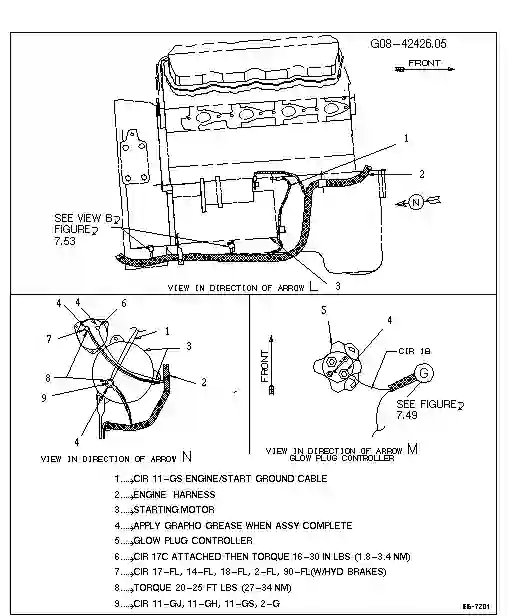 G08-42426.05
FRONT
1
2
N
SEE VIEW B
FIGURE
7.53
3
VIEW IN DIRECTION OF ARROW L
4 4 6
1
7
3
8
2
9
4
VIEW IN DIRECTION OF ARROW N
5
4
FRONT
CIR 18
G
SEE FIGURE
7.49
VIEW IN DIRECTION OF ARROW M
GLOW PLUG CONTROLLER
1....CIR 11-GS ENGINE/START GROUND CABLE
2....ENGINE HARNESS
3....STARTING MOTOR
4....APPLY GRAPHO GREASE WHEN ASSY COMPLETE
5....GLOW PLUG CONTROLLER
6....CIR 17C ATTACHED THEN TORQUE 16-30 IN LBS (1.8-3.4 NM)
7....CIR 17-FL, 14-FL, 18-FL, 2-FL, 90-FL(W/HYD BRAKES)
8....TORQUE 20-25 FT LBS (27-34 NM)
9....CIR 11-GJ, 11-GH, 11-GS, 2-G